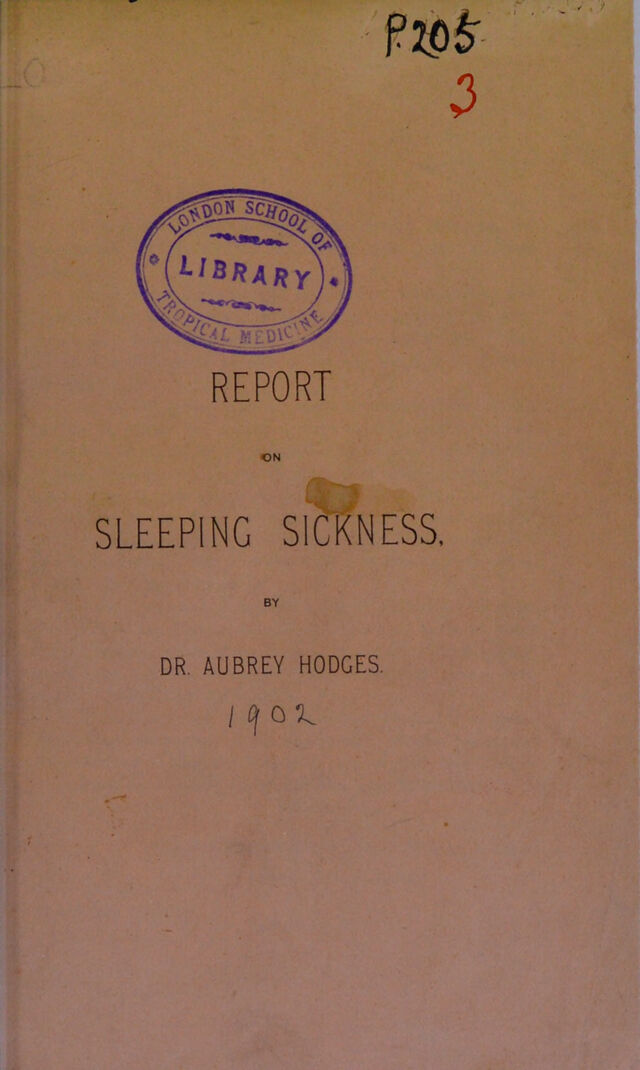 P.205
3
LONDON SCHOOL OF
LIBRARY
TROPICAL MEDICINE
REPORT
ON
SLEEPING SICKNESS,
BY
DR. AUBREY HODGES.
1902